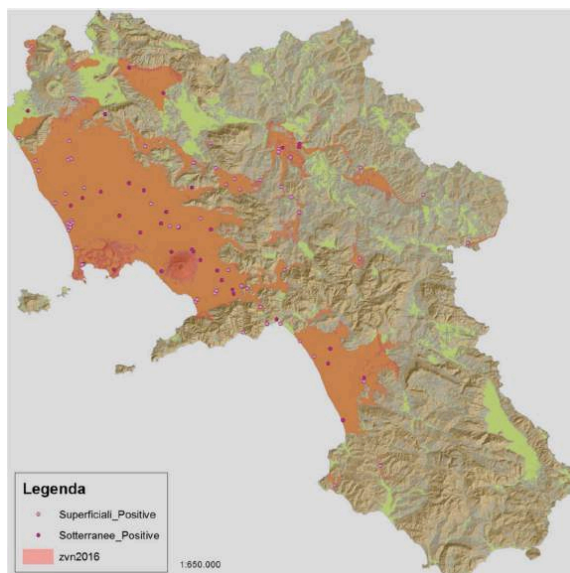 Legenda
Superficiali_Positive
Sotterranee_Positive
zvn2016
1:650.000